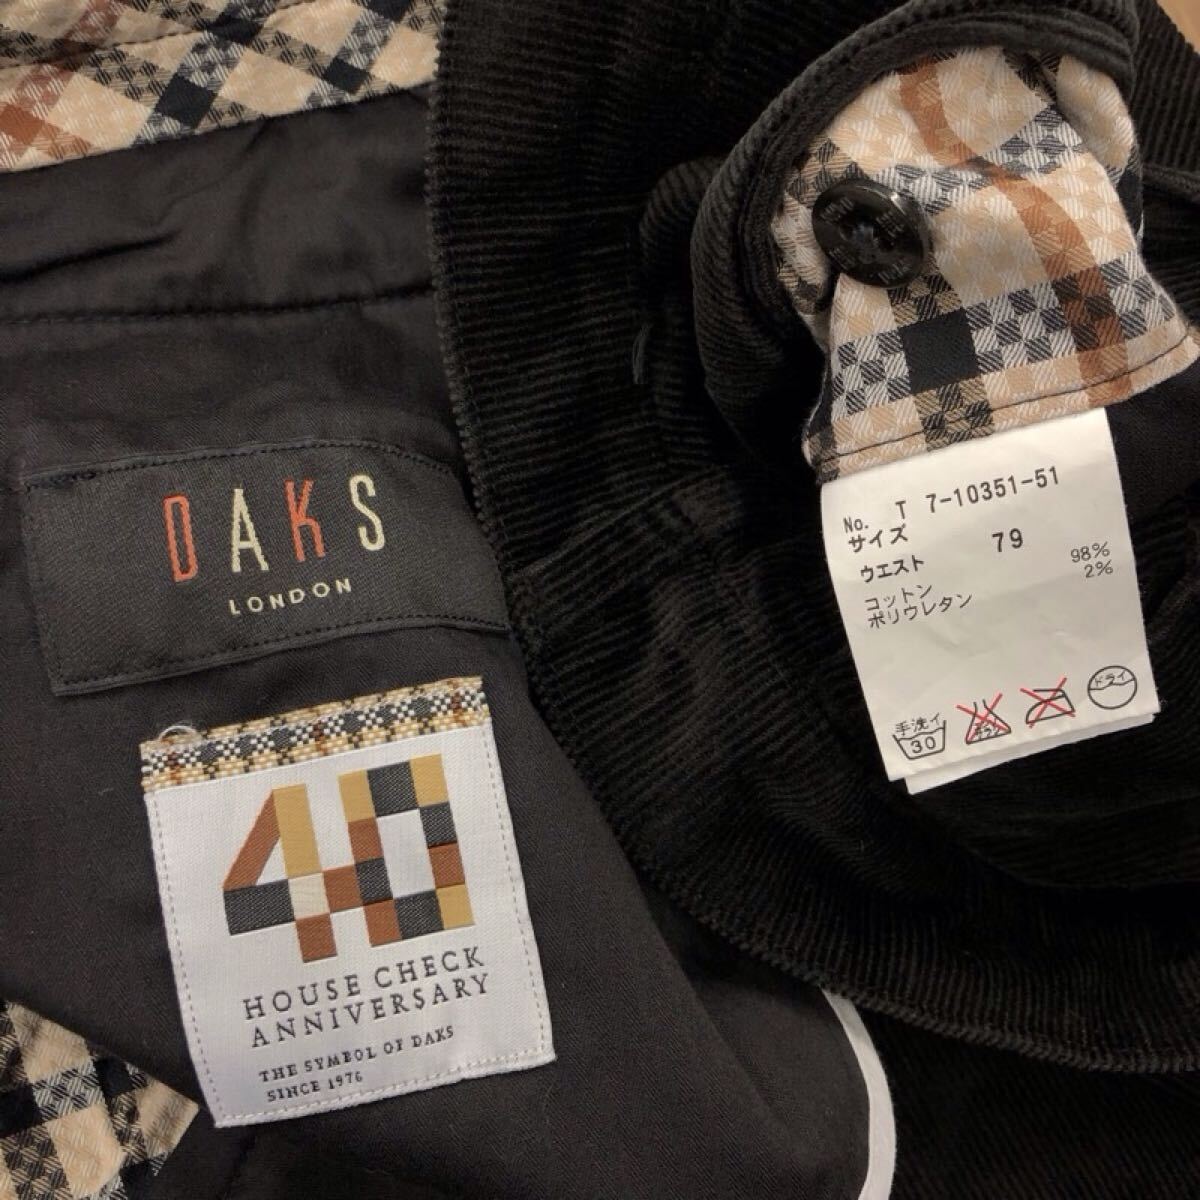 DAKS
LONDON
40
HOUSE CHECK
ANNIVERSARY
THE SYMBOL OF DAKS
SINCE 1976
No. T 7-10351-51
サイズ
ウエスト 79
コットン 98%
ポリウレタン 2%
手洗イ
30
ドライ